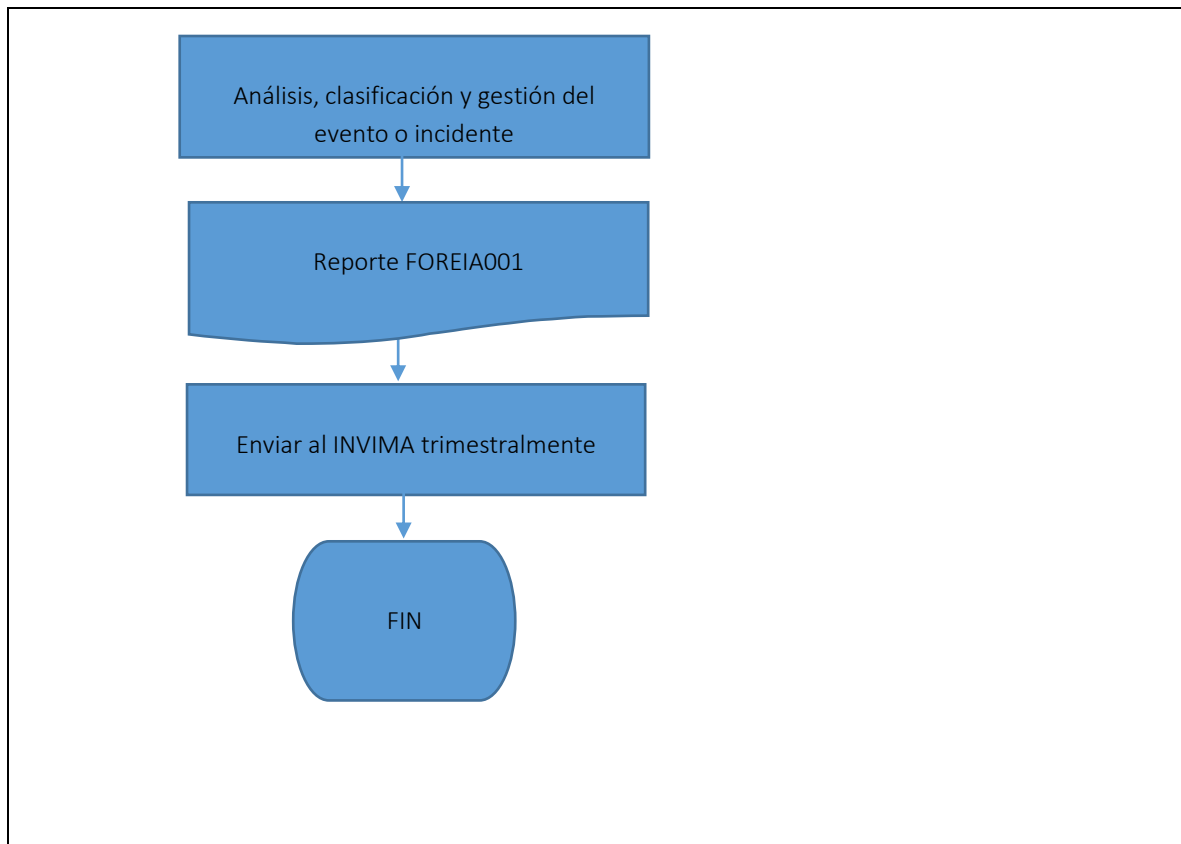 Análisis, clasificación y gestión del
evento o incidente
Reporte FOREIA001
Enviar al INVIMA trimestralmente
FIN